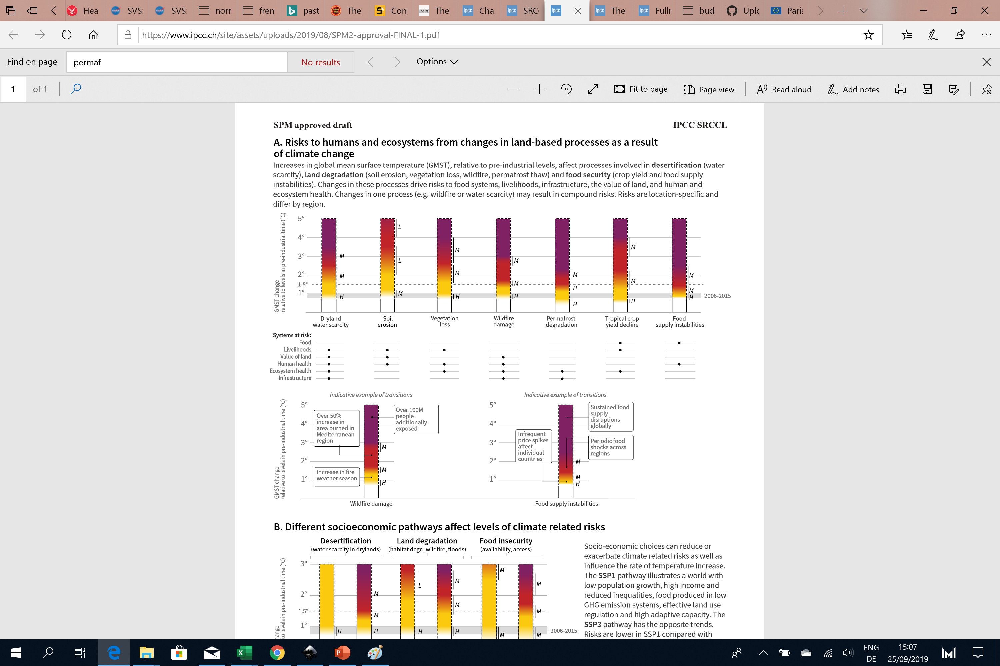 Hea
SVS
SVS
norr
fren
past
The
Con
The
ipcc Cha
ipcc SRC
ipcc
ipcc The
ipcc Fullr
bud
Uplc
Paris
https://www.ipcc.ch/site/assets/uploads/2019/08/SPM2-approval-FINAL-1.pdf
Find on page
permaf
No results
Options
1 of 1
Fit to page
Page view
Read aloud
Add notes
SPM approved draft
IPCC SRCCL
A. Risks to humans and ecosystems from changes in land-based processes as a result
of climate change
Increases in global mean surface temperature (GMST), relative to pre-industrial levels, affect processes involved in desertification (water
scarcity), land degradation (soil erosion, vegetation loss, wildfire, permafrost thaw) and food security (crop yield and food supply
instabilities). Changes in these processes drive risks to food systems, livelihoods, infrastructure, the value of land, and human and
ecosystem health. Changes in one process (e.g. wildfire or water scarcity) may result in compound risks. Risks are location-specific and
differ by region.
GMST change
relative to levels in pre-industrial time (°C)
5°
4°
3°
2°
1.5°
1°
M
M
H
L
L
M
M
M
H
M
M
H
M
H
H
M
M
H
M
M
H
2006-2015
Dryland
water scarcity
Soil
erosion
Vegetation
loss
Wildfire
damage
Permafrost
degradation
Tropical crop
yield decline
Food
supply instabilities
Systems at risk:
Food
Livelihoods
Value of land
Human health
Ecosystem health
Infrastructure
Indicative example of transitions
GMST change
relative to levels in pre-industrial time (°C)
5°
4°
3°
2°
1°
Over 50%
increase in
area burned in
Mediterranean
region
Over 100M
people
additionally
exposed
Increase in fire
weather season
M
M
H
Wildfire damage
Indicative example of transitions
5°
4°
3°
2°
1°
Sustained food
supply
disruptions
globally
Infrequent
price spikes
affect
individual
countries
Periodic food
shocks across
regions
M
M
H
Food supply instabilities
B. Different socioeconomic pathways affect levels of climate related risks
Desertification
(water scarcity in drylands)
Land degradation
(habitat degr., wildfire, floods)
Food insecurity
(availability, access)
hange
to levels in pre-industrial time (°C)
3°
2°
1.5°
1°
H
M
M
H
L
H
M
M
H
M
M
M
M
M
2006-2015
Socio-economic choices can reduce or
exacerbate climate related risks as well as
influence the rate of temperature increase.
The SSP1 pathway illustrates a world with
low population growth, high income and
reduced inequalities, food produced in low
GHG emission systems, effective land use
regulation and high adaptive capacity. The
SSP3 pathway has the opposite trends.
Risks are lower in SSP1 compared with
ENG
DE
15:07
25/09/2019